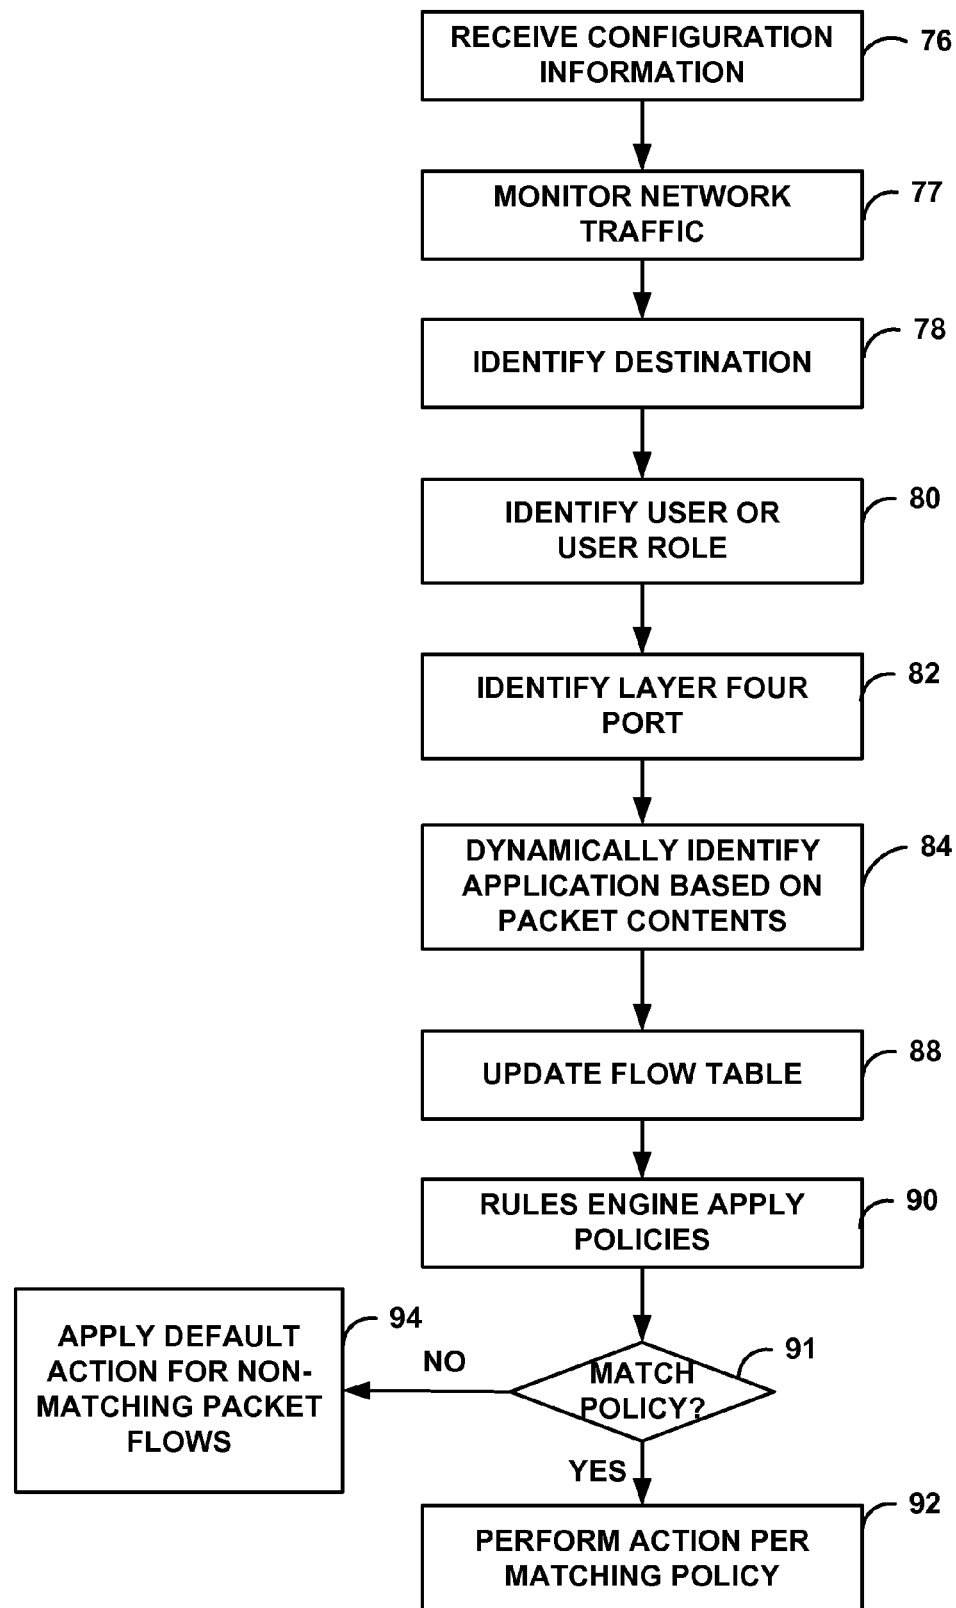 RECEIVE CONFIGURATION
INFORMATION
76
MONITOR NETWORK
TRAFFIC
77
IDENTIFY DESTINATION
78
IDENTIFY USER OR
USER ROLE
80
IDENTIFY LAYER FOUR
PORT
82
DYNAMICALLY IDENTIFY
APPLICATION BASED ON
PACKET CONTENTS
84
UPDATE FLOW TABLE
88
RULES ENGINE APPLY
POLICIES
90
MATCH
POLICY?
91
NO
APPLY DEFAULT
ACTION FOR NON-
MATCHING PACKET
FLOWS
94
YES
PERFORM ACTION PER
MATCHING POLICY
92